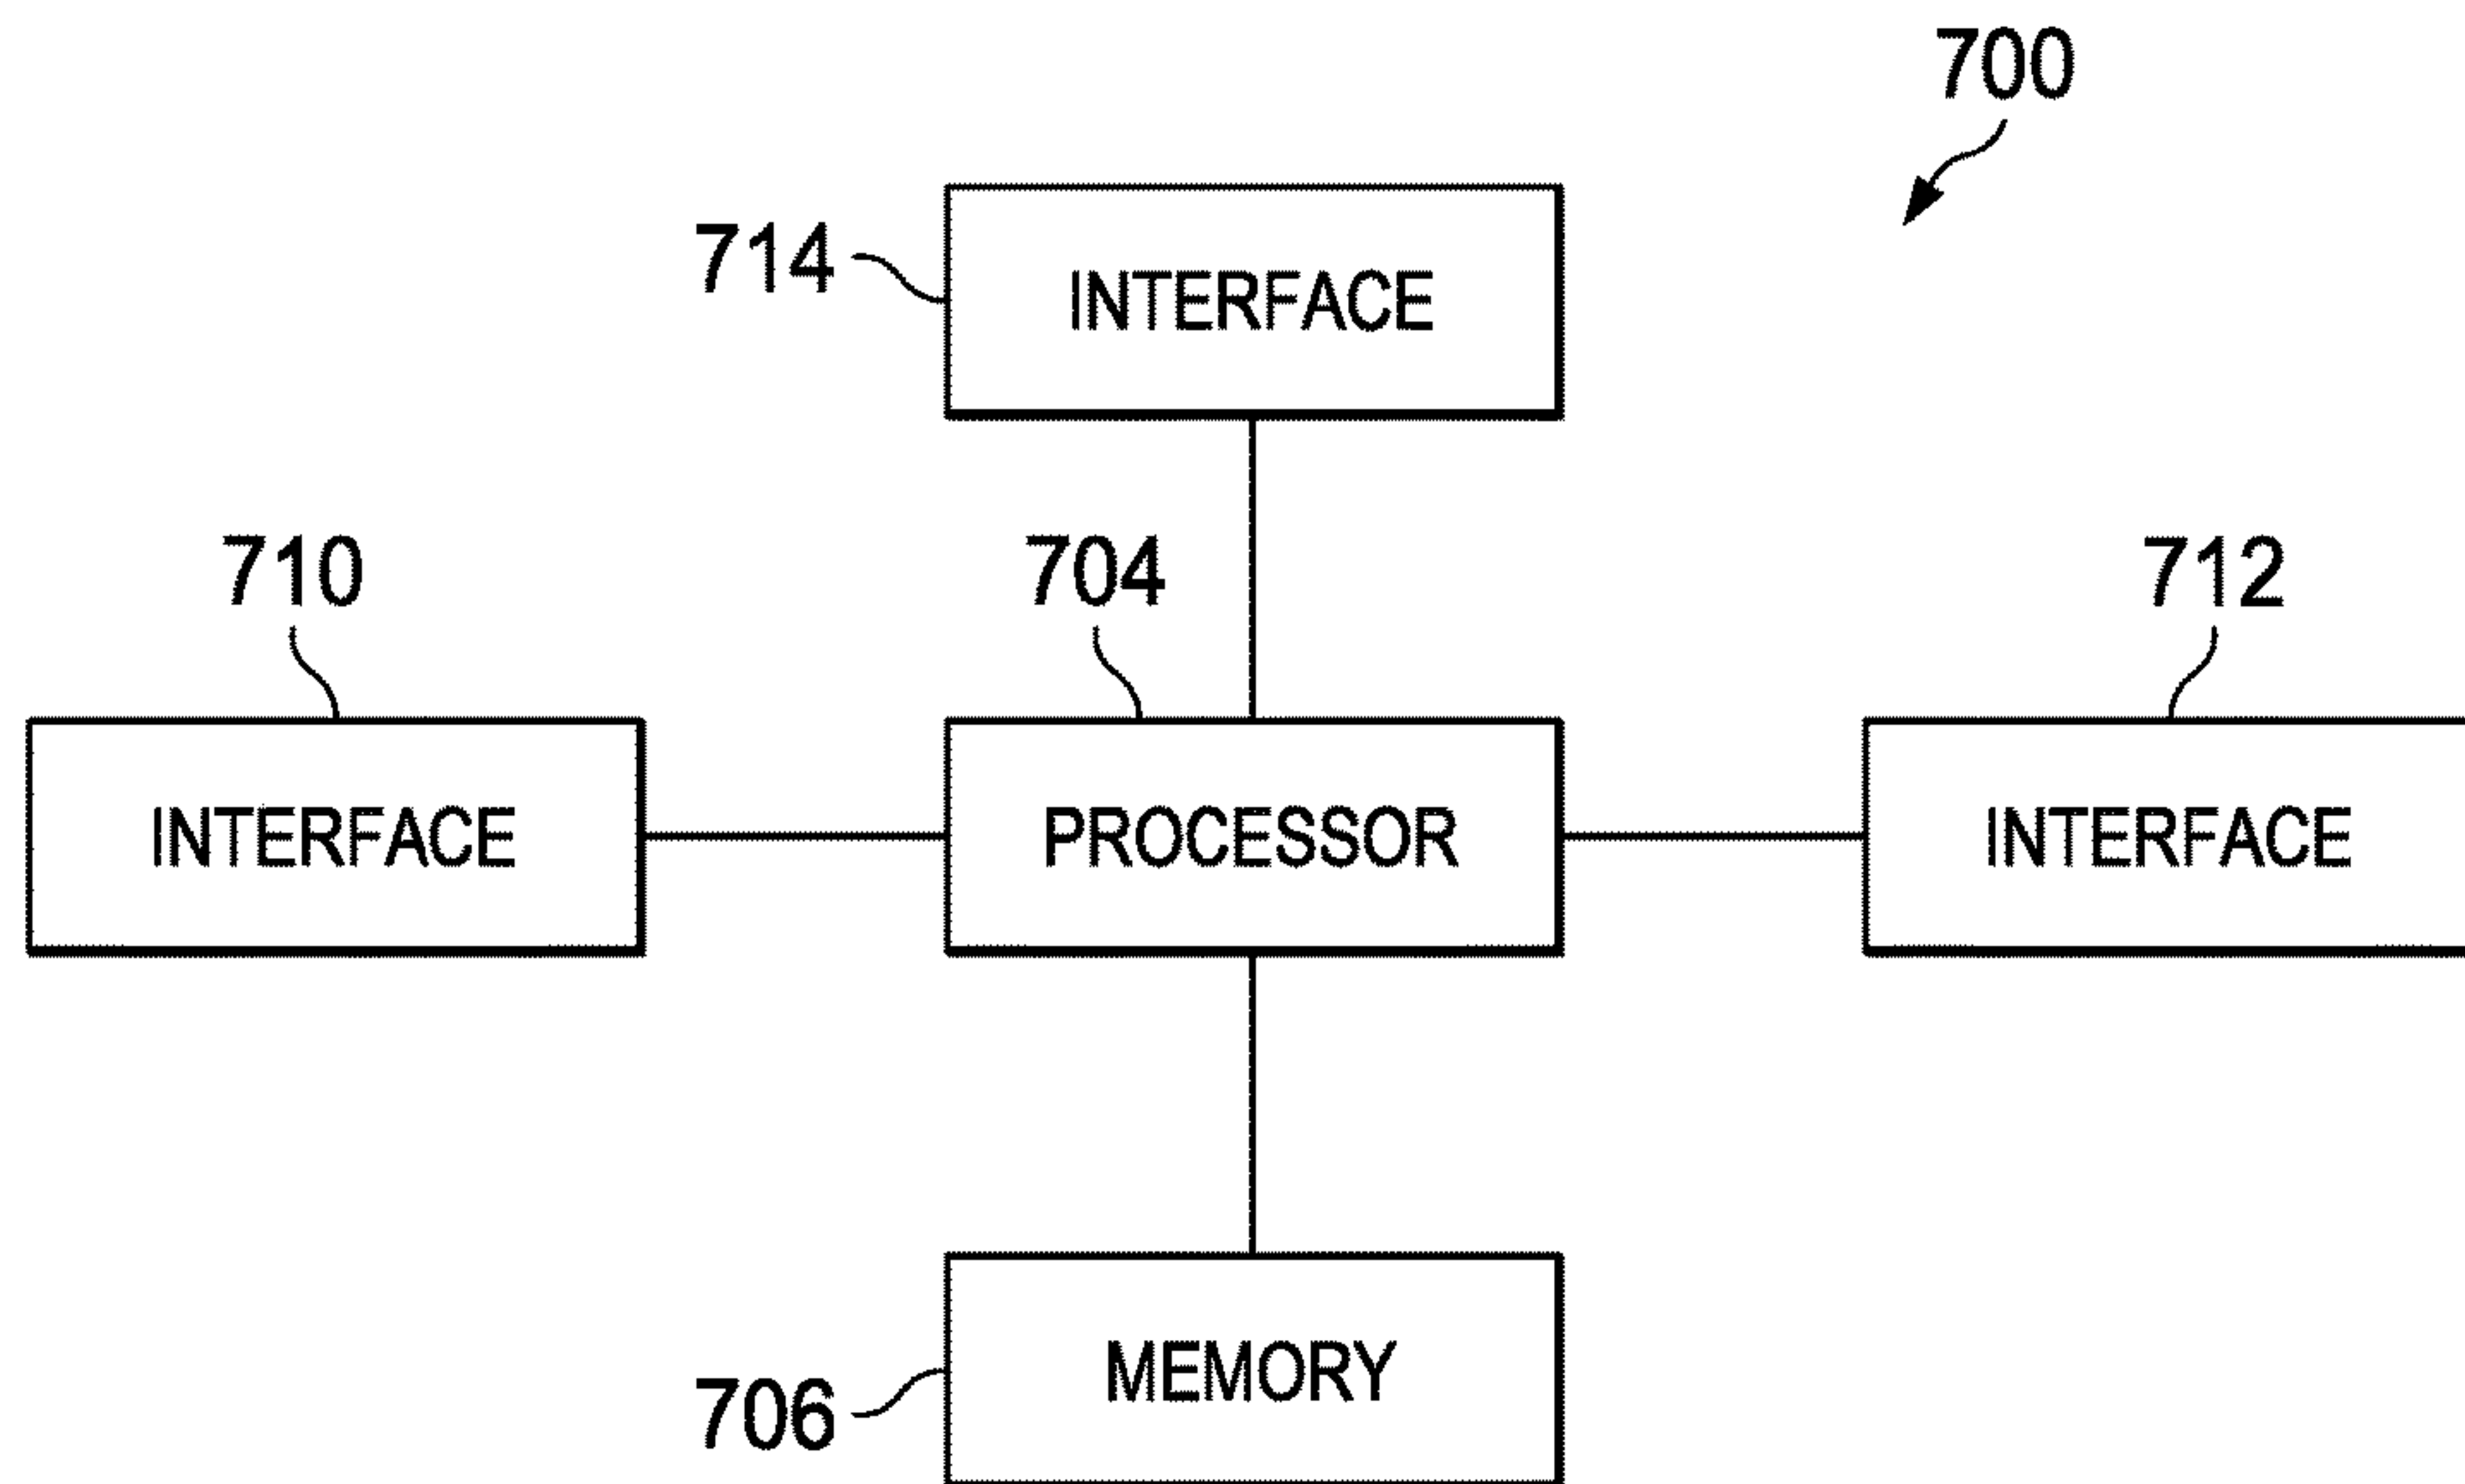 700
714
INTERFACE
710
704
712
INTERFACE
PROCESSOR
INTERFACE
706
MEMORY